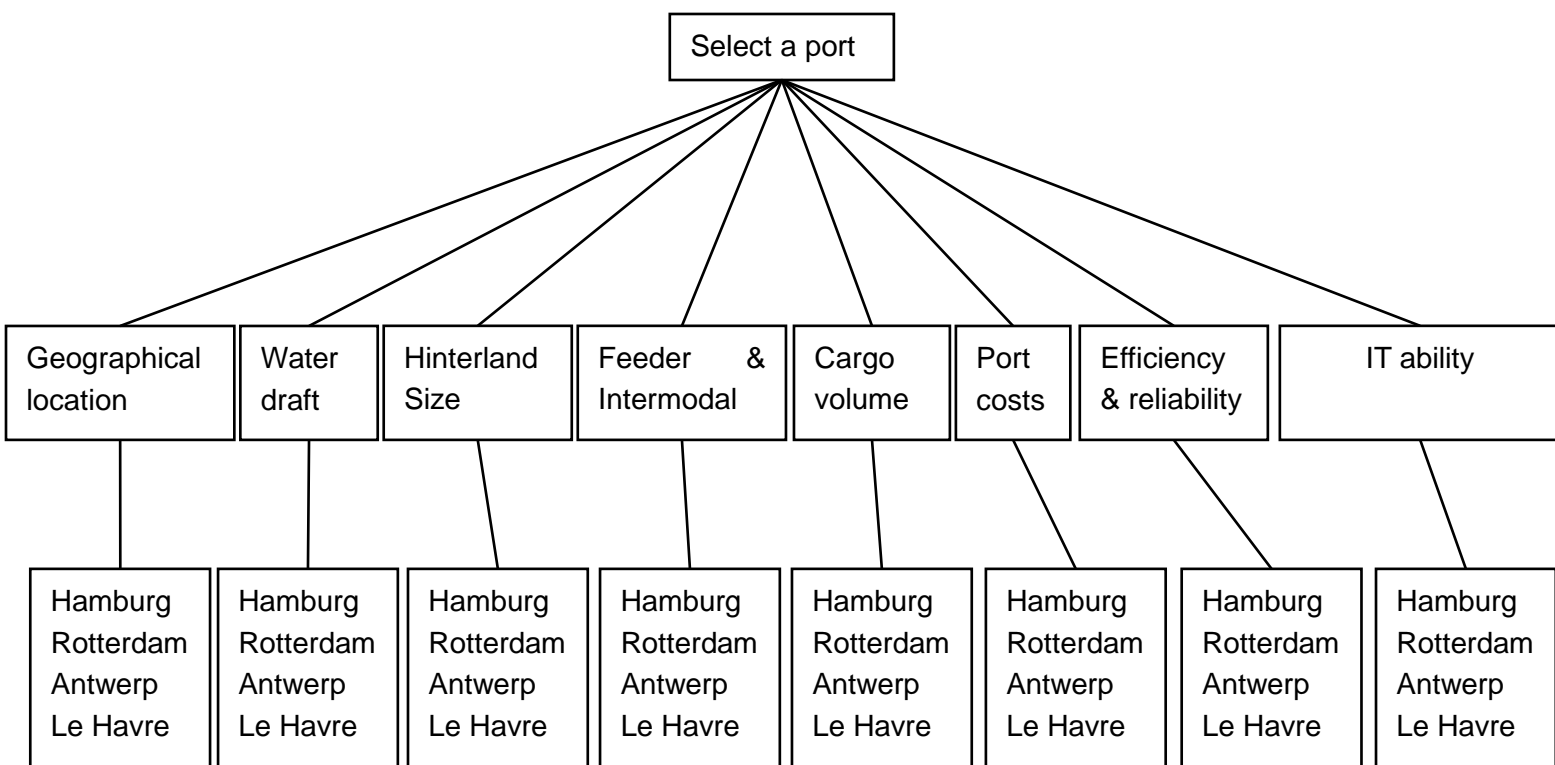 Select a port
Geographical
location
Water
draft
Hinterland
Size
Feeder &
Intermodal
Cargo
volume
Port
costs
Efficiency
& reliability
IT ability
Hamburg
Rotterdam
Antwerp
Le Havre
Hamburg
Rotterdam
Antwerp
Le Havre
Hamburg
Rotterdam
Antwerp
Le Havre
Hamburg
Rotterdam
Antwerp
Le Havre
Hamburg
Rotterdam
Antwerp
Le Havre
Hamburg
Rotterdam
Antwerp
Le Havre
Hamburg
Rotterdam
Antwerp
Le Havre
Hamburg
Rotterdam
Antwerp
Le Havre